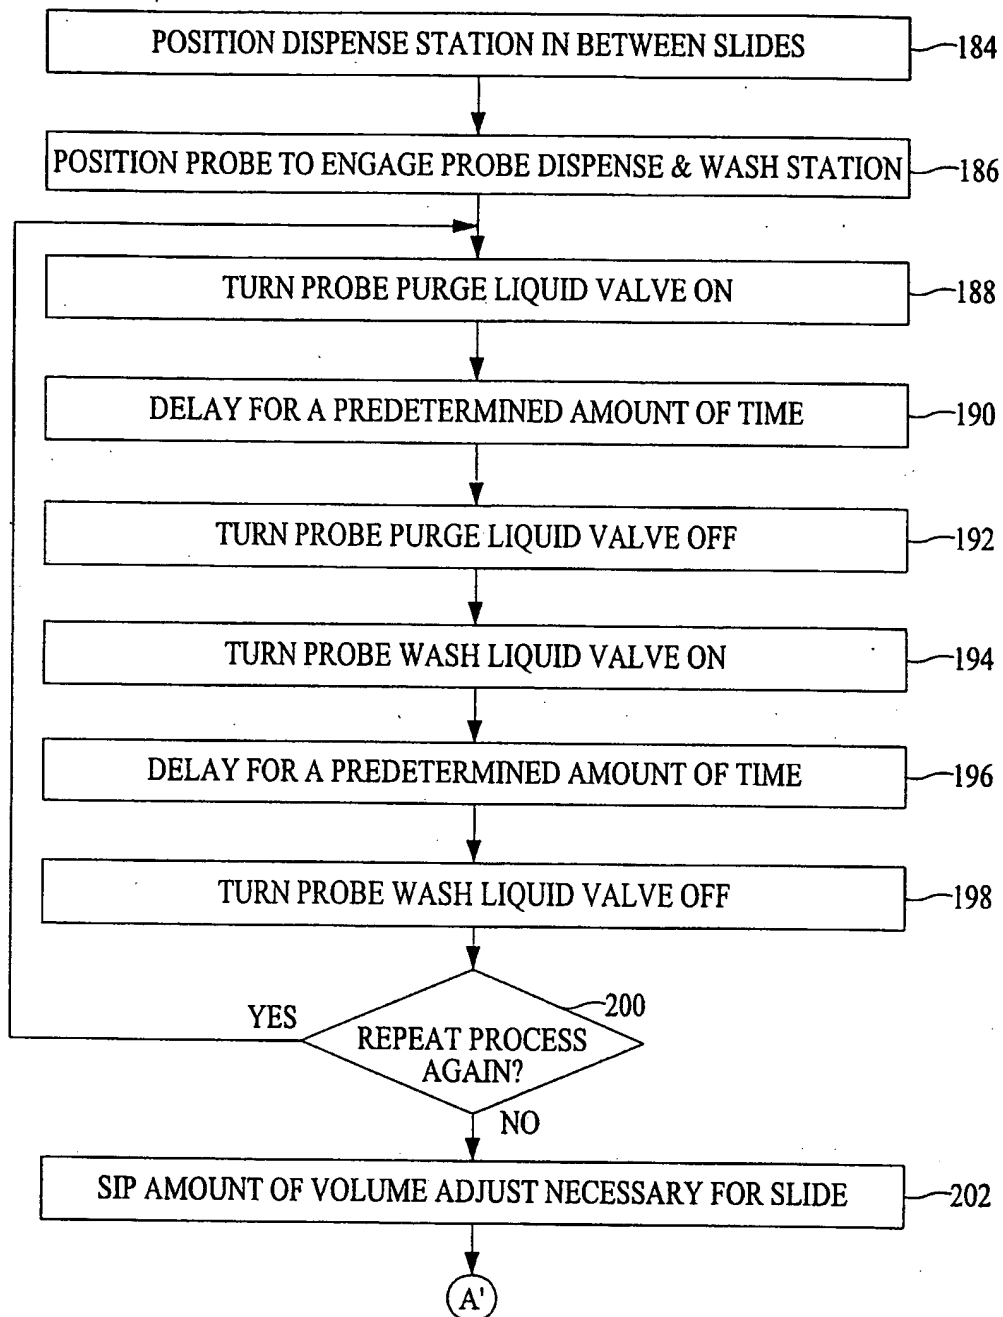 POSITION DISPENSE STATION IN BETWEEN SLIDES
184
POSITION PROBE TO ENGAGE PROBE DISPENSE & WASH STATION
186
TURN PROBE PURGE LIQUID VALVE ON
188
DELAY FOR A PREDETERMINED AMOUNT OF TIME
190
TURN PROBE PURGE LIQUID VALVE OFF
192
TURN PROBE WASH LIQUID VALVE ON
194
DELAY FOR A PREDETERMINED AMOUNT OF TIME
196
TURN PROBE WASH LIQUID VALVE OFF
198
200
YES
REPEAT PROCESS
AGAIN?
NO
SIP AMOUNT OF VOLUME ADJUST NECESSARY FOR SLIDE
202
A'